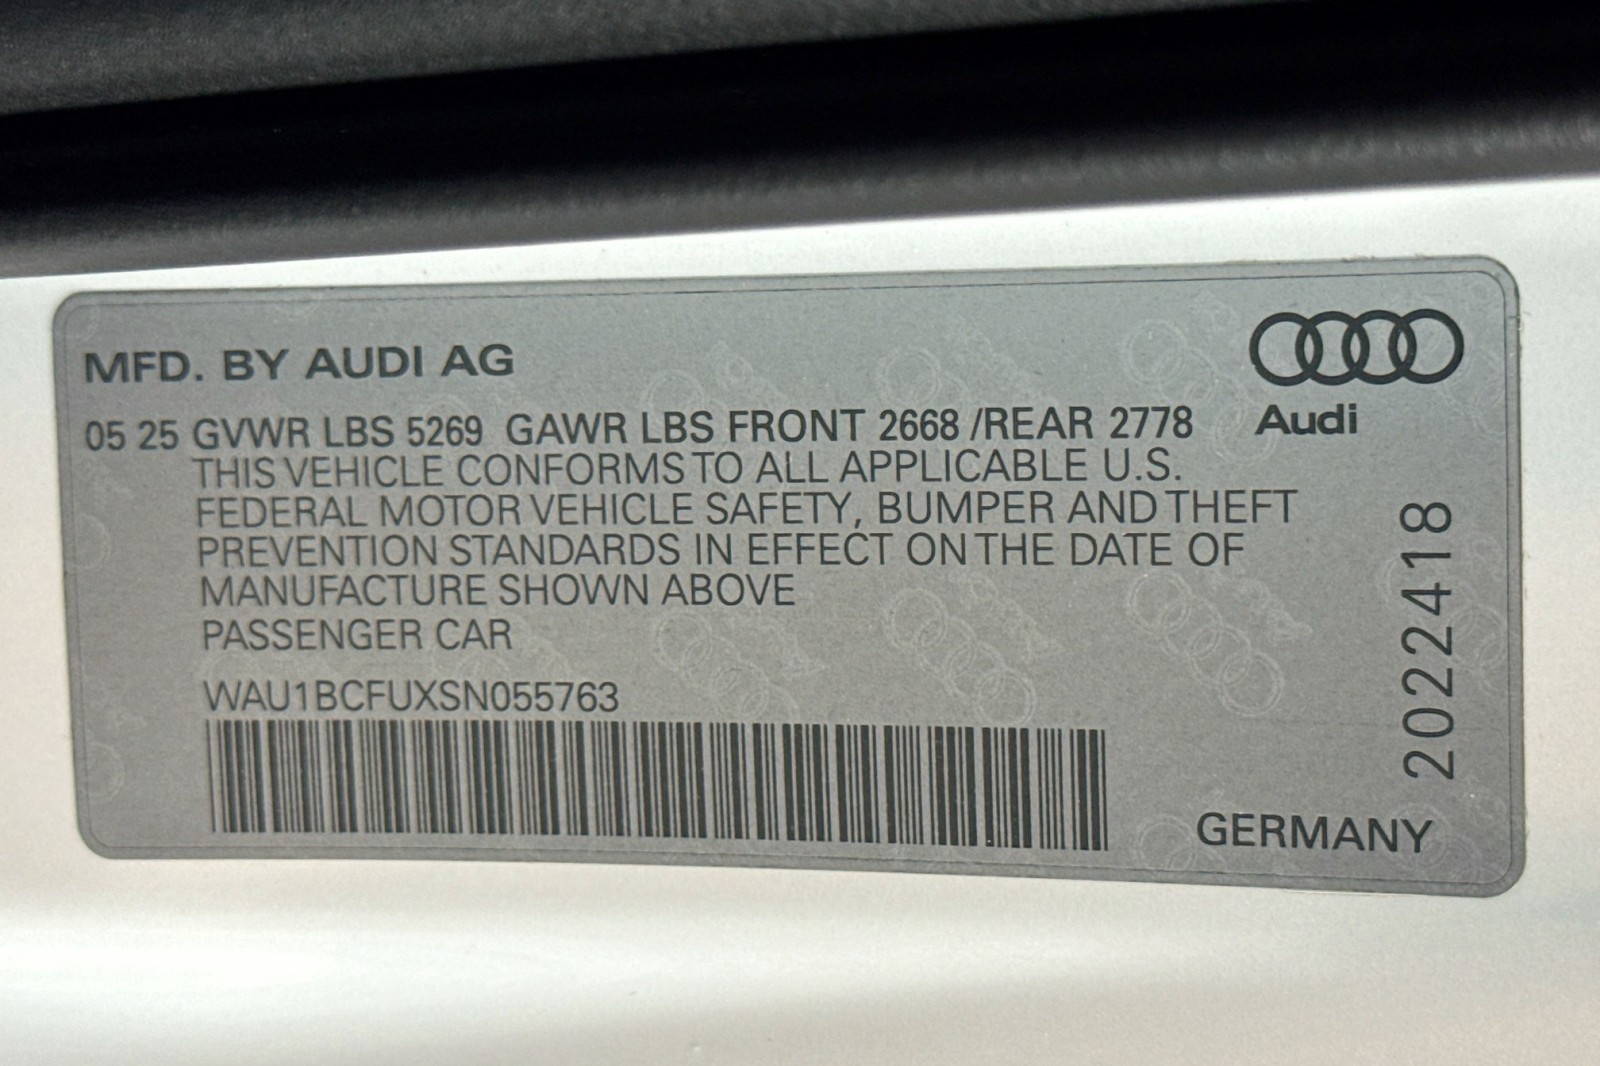 MFD. BY AUDI AG
Audi
05 25 GVWR LBS 5269 GAWR LBS FRONT 2668 /REAR 2778
THIS VEHICLE CONFORMS TO ALL APPLICABLE U.S.
FEDERAL MOTOR VEHICLE SAFETY, BUMPER AND THEFT
PREVENTION STANDARDS IN EFFECT ON THE DATE OF
MANUFACTURE SHOWN ABOVE
PASSENGER CAR
WAU1BCFUXSN055763
2022418
GERMANY